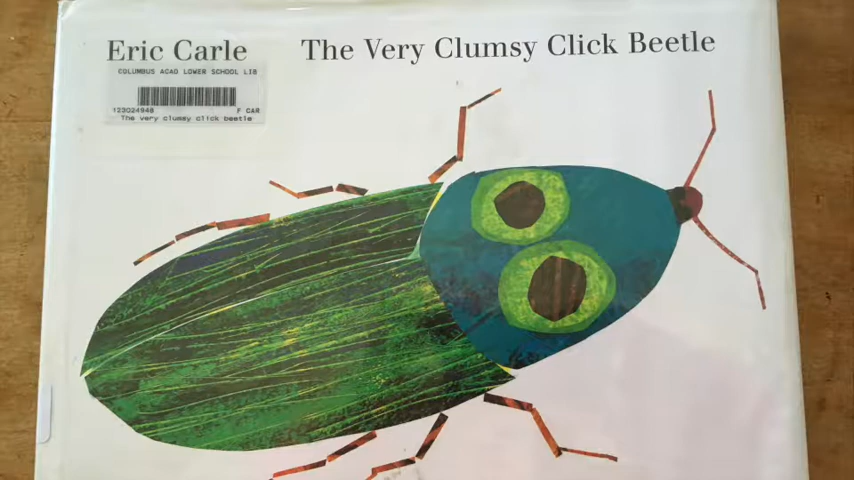 Eric Carle
The Very Clumsy Click Beetle
COLUMBUS ACAD LOWER SCHOOL LIB
123024948 F CAR
The very clumsy click beetle